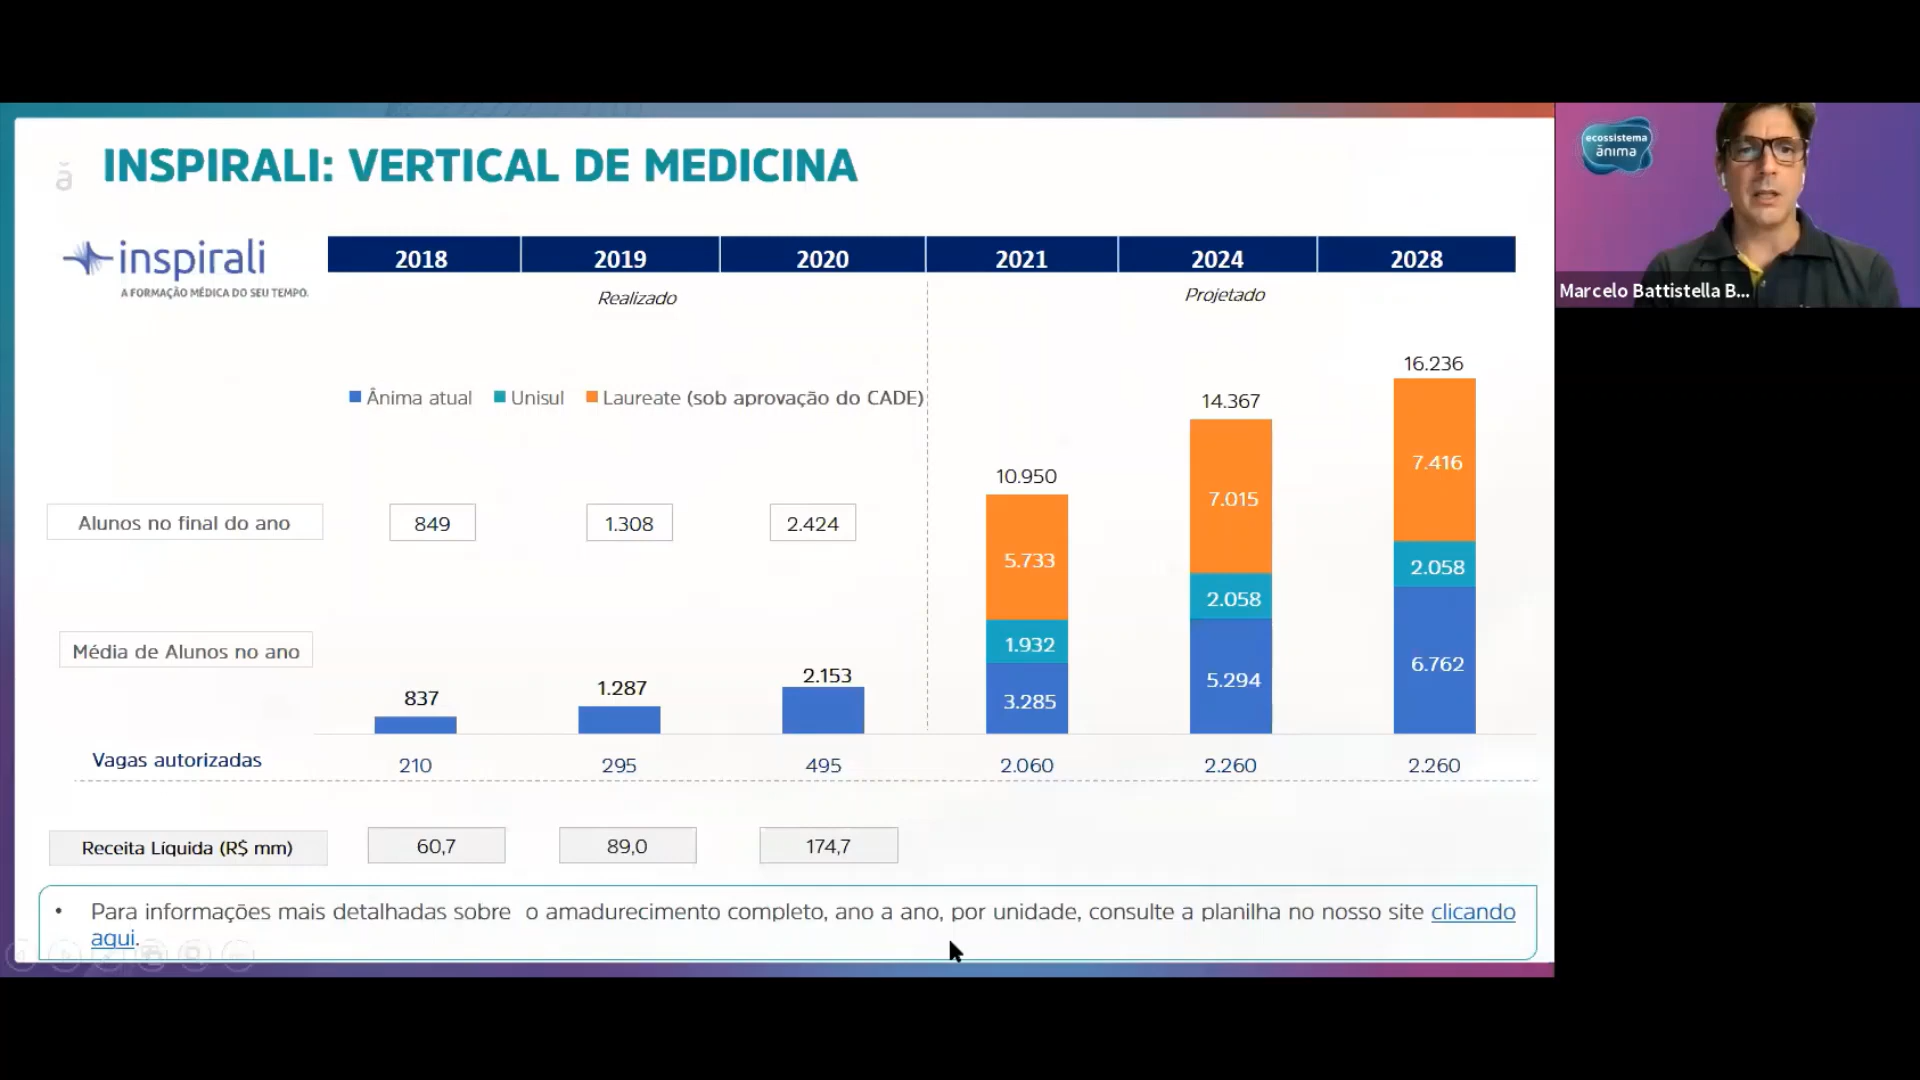 INSPIRALI: VERTICAL DE MEDICINA
ă
ecossistema
ănıma
Marcelo Battistella B...
inspirali
A FORMAÇÃO MÉDICA DO SEU TEMPO.
2018 2019 2020 2021 2024 2028
Realizado Projetado
Ânima atual Unisul Laureate (sob aprovação do CADE)
16.236
14.367
10.950
7.416
7.015
5.733
2.058
2.058
1.932
6.762
5.294
3.285
Alunos no final do ano 849 1.308 2.424
Média de Alunos no ano
837 1.287 2.153
Vagas autorizadas 210 295 495 2.060 2.260 2.260
Receita Líquida (R$ mm) 60,7 89,0 174,7
• Para informações mais detalhadas sobre o amadurecimento completo, ano a ano, por unidade, consulte a planilha no nosso site clicando
aqui.